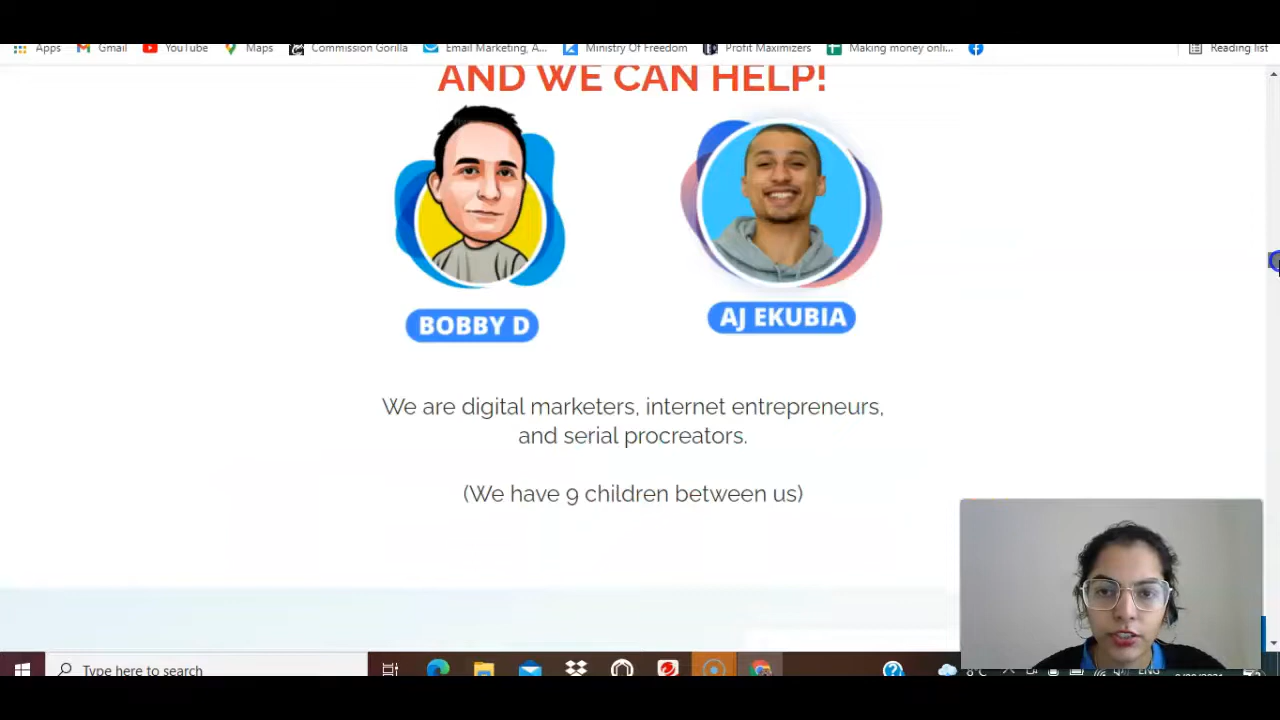 Apps Gmail YouTube Maps Commission Gorilla Email Marketing, A... Ministry Of Freedom Profit Maximizers Making money onli... Reading list
AND WE CAN HELP!
BOBBY D
AJ EKUBIA
We are digital marketers, internet entrepreneurs,
and serial procreators.
(We have 9 children between us)
Type here to search
ENG